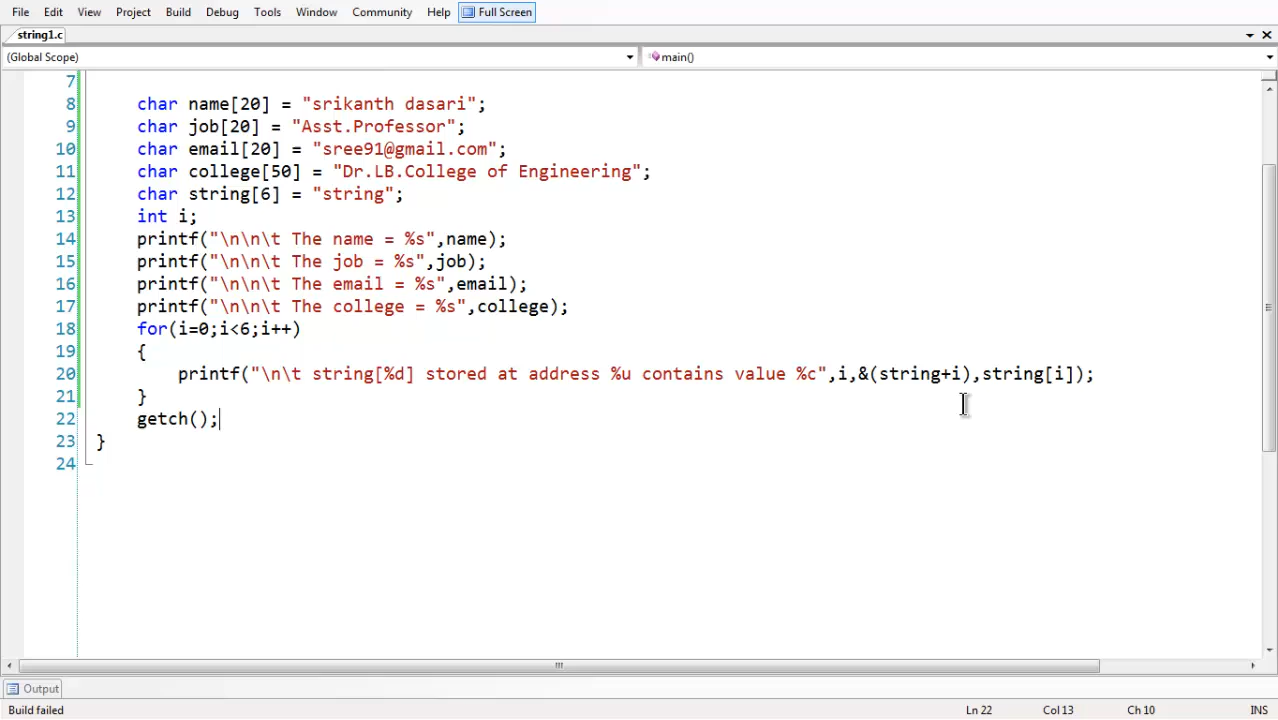 File Edit View Project Build Debug Tools Window Community Help Full Screen
string1.c
(Global Scope) main()
7
8 char name[20] = "srikanth dasari";
9 char job[20] = "Asst.Professor";
10 char email[20] = "sree91@gmail.com";
11 char college[50] = "Dr.LB.College of Engineering";
12 char string[6] = "string";
13 int i;
14 printf("\n\n\t The name = %s",name);
15 printf("\n\n\t The job = %s",job);
16 printf("\n\n\t The email = %s",email);
17 printf("\n\n\t The college = %s",college);
18 for(i=0;i<6;i++)
19 {
20 printf("\n\t string[%d] stored at address %u contains value %c",i,&(string+i),string[i]);
21 }
22 getch();
23 }
24
Output
Build failed Ln 22 Col 13 Ch 10 INS